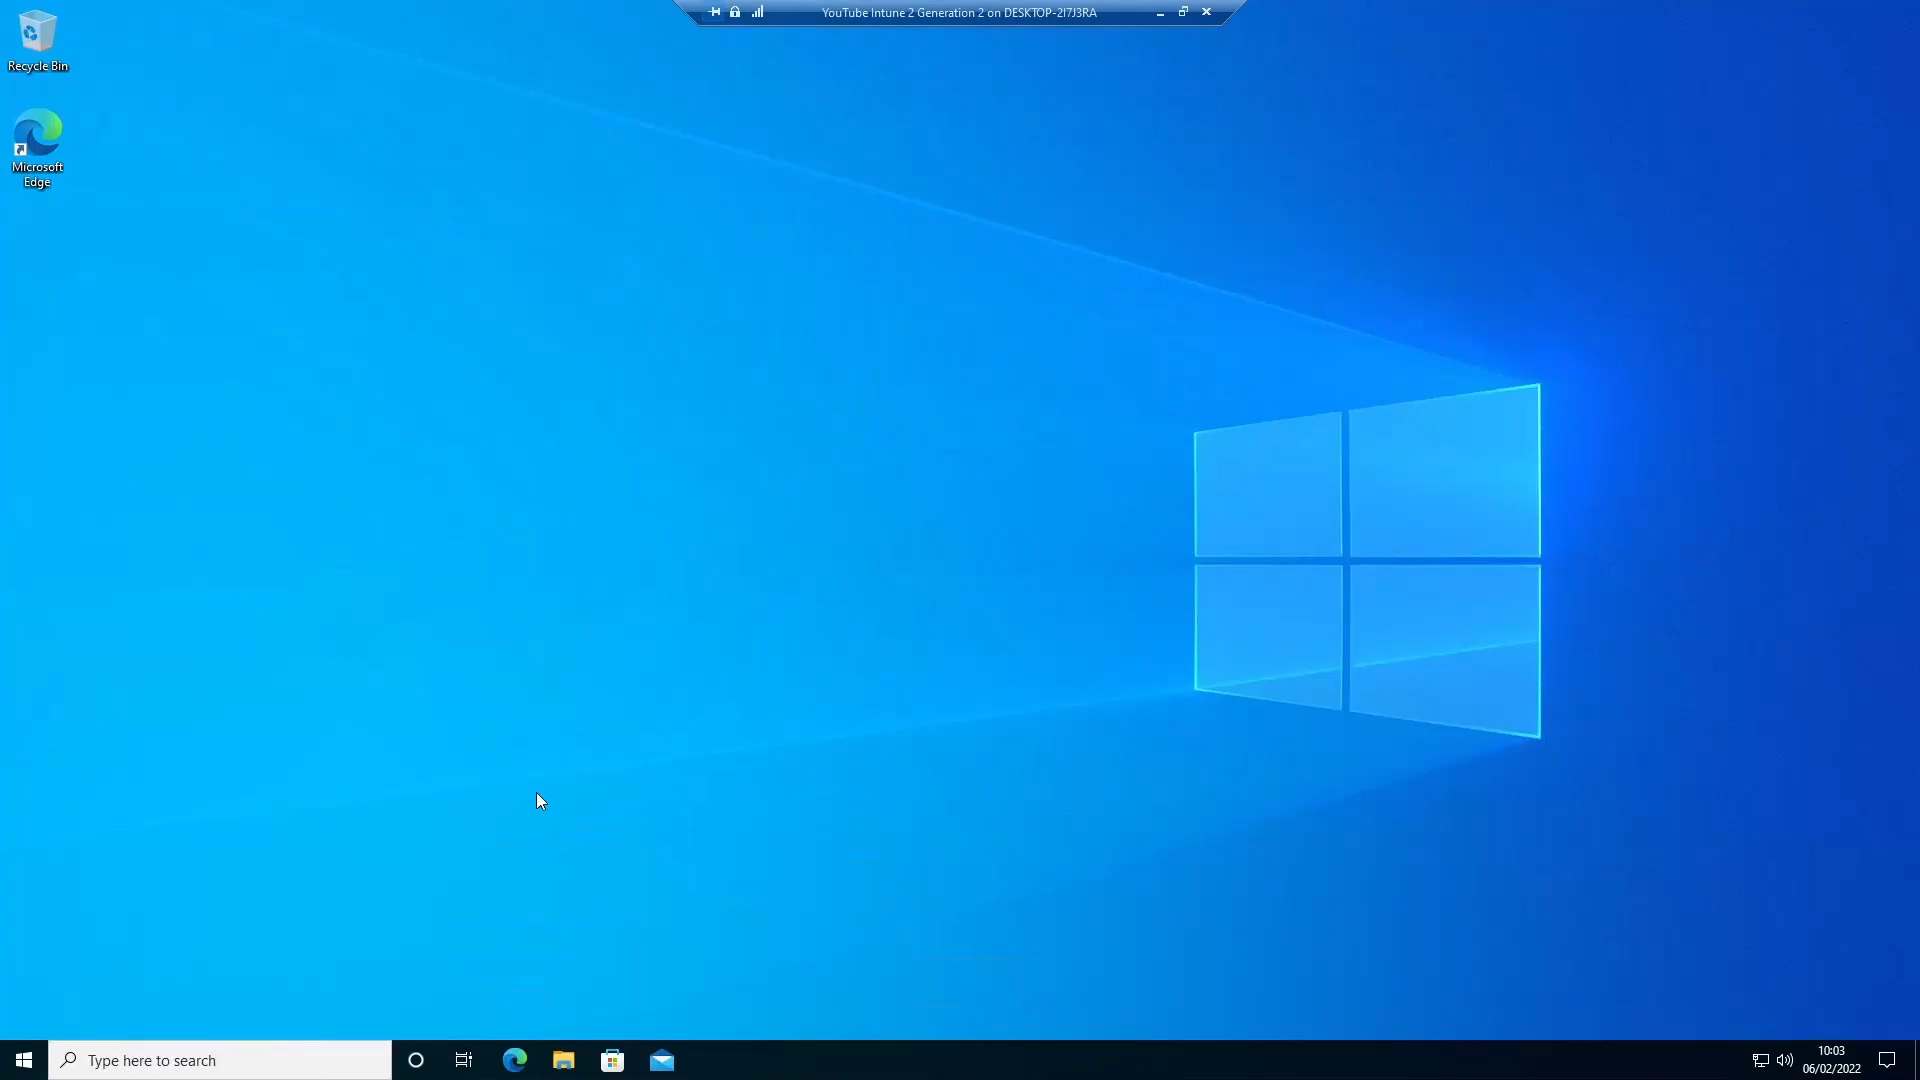 YouTube Intune 2 Generation 2 on DESKTOP-2I7J3RA
Recycle Bin
Microsoft
Edge
Type here to search
10:03
06/02/2022